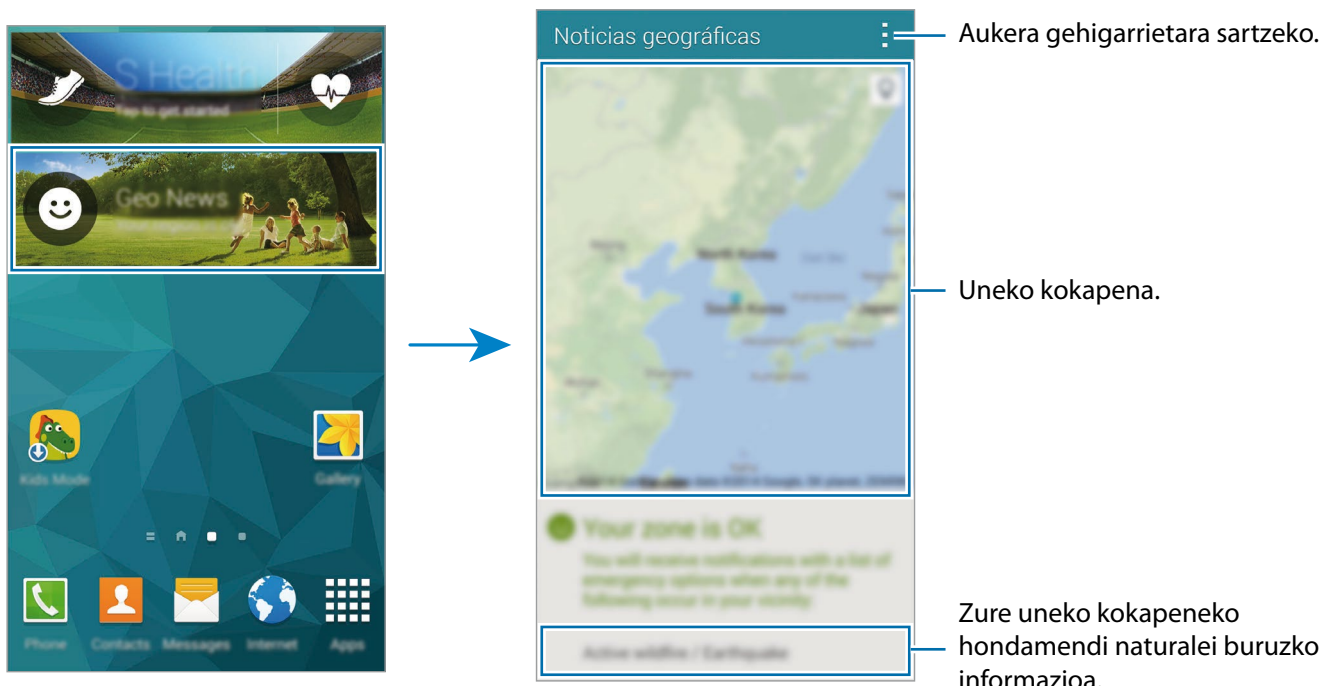 S Health
Tap to get started
Geo News
Kids Mode
Gallery
Phone
Contacts
Messages
Internet
Apps
Noticias geográficas
Aukera gehigarrietara sartzeko.
North Korea
South Korea
Japan
Shanghai
Uneko kokapena.
Your zone is OK
You will receive notifications with a list of
emergency options when any of the
following occur in your vicinity:
Active wildfire / Earthquake
Zure uneko kokapeneko
hondamendi naturalei buruzko
informazioa.